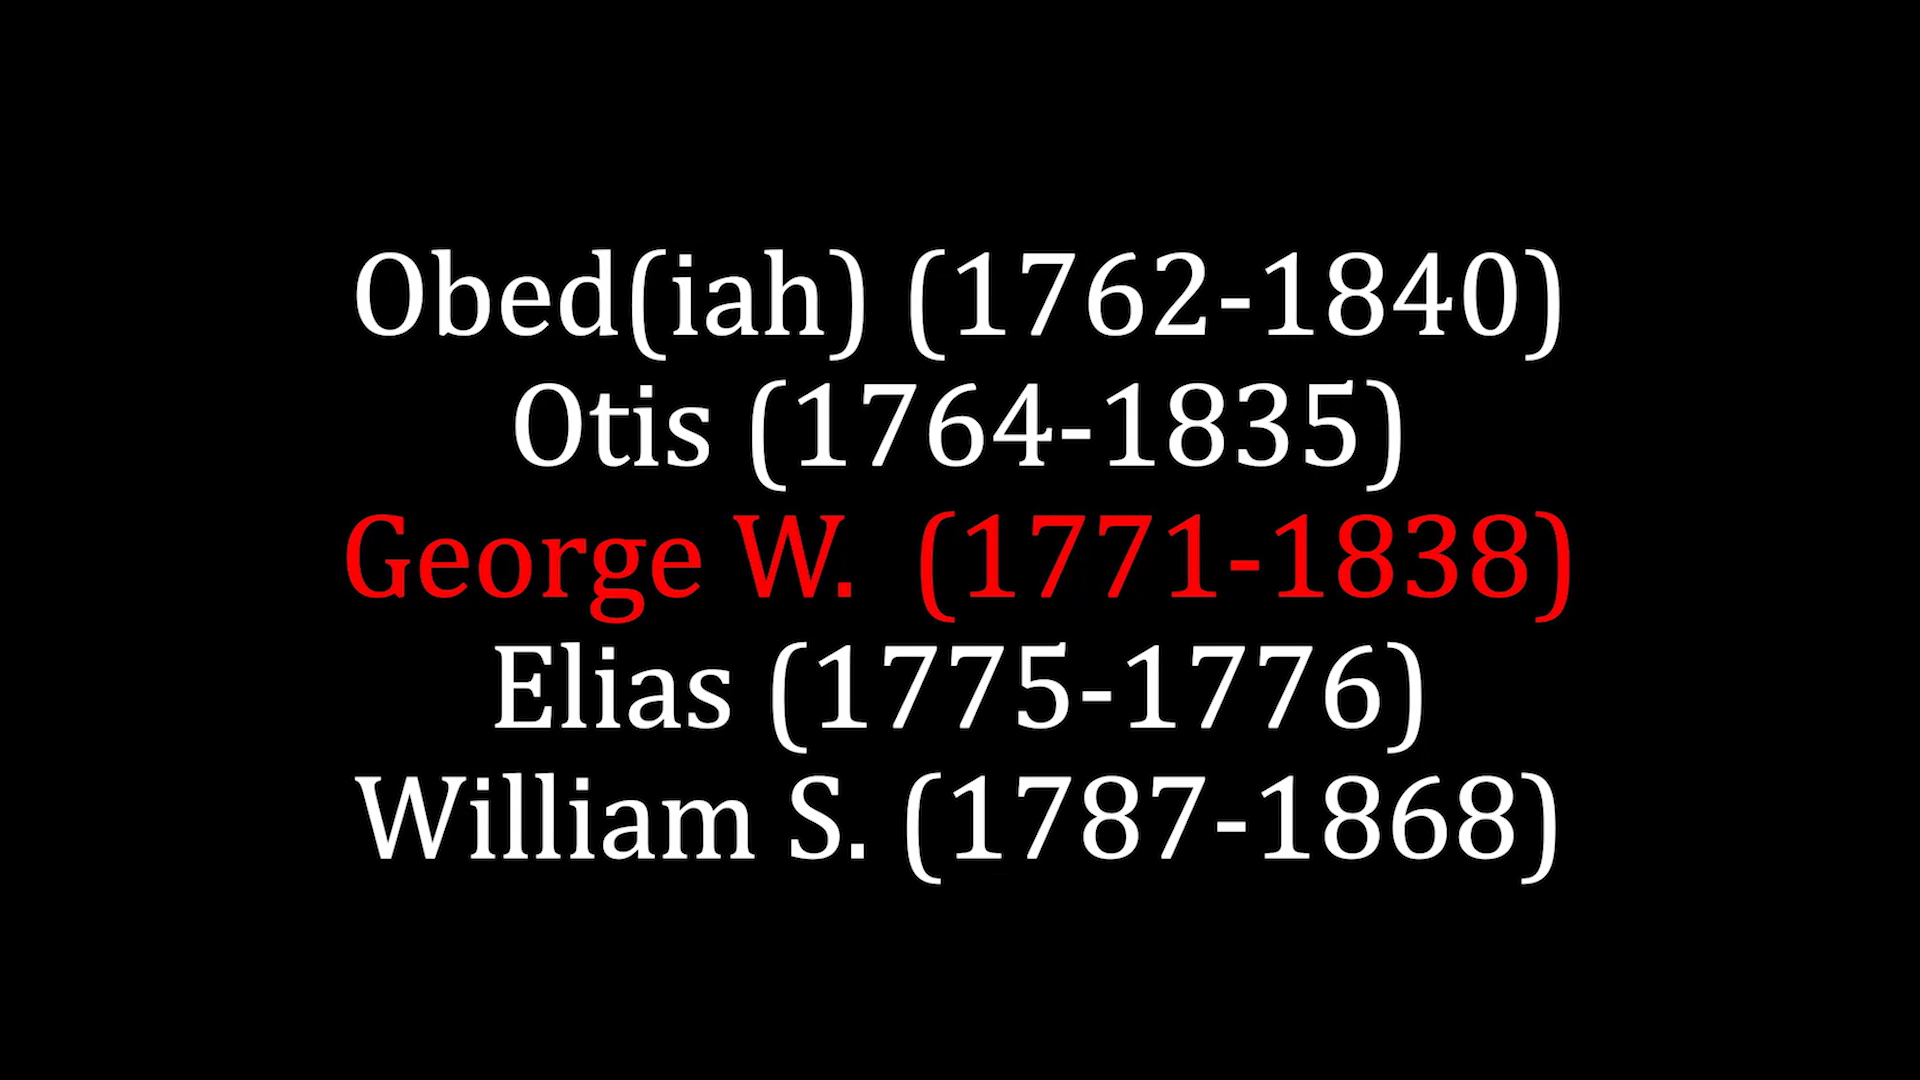 Obed(iah) (1762-1840)
Otis (1764-1835)
George W. (1771-1838)
Elias (1775-1776)
William S. (1787-1868)